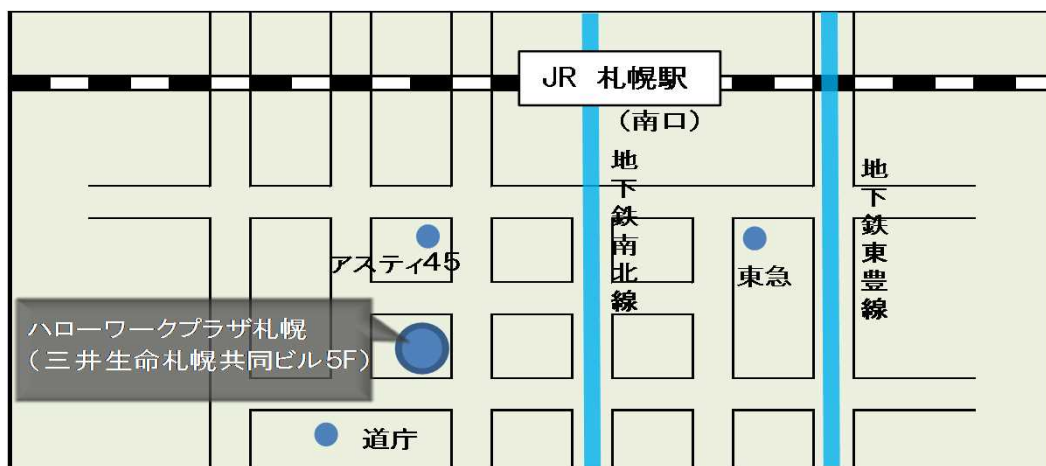 JR 札幌駅
（南口）
地下鉄南北線
地下鉄東豊線
アスティ45
東急
ハローワークプラザ札幌
（三井生命札幌共同ビル5F）
道庁